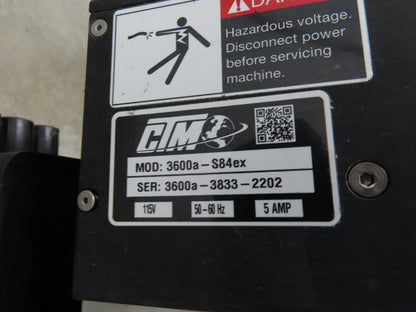 Hazardous voltage.
Disconnect power
before servicing
machine.
CTM
MOD: 3600a-S84ex
SER: 3600a-3833-2202
115V 50-60 Hz 5 AMP